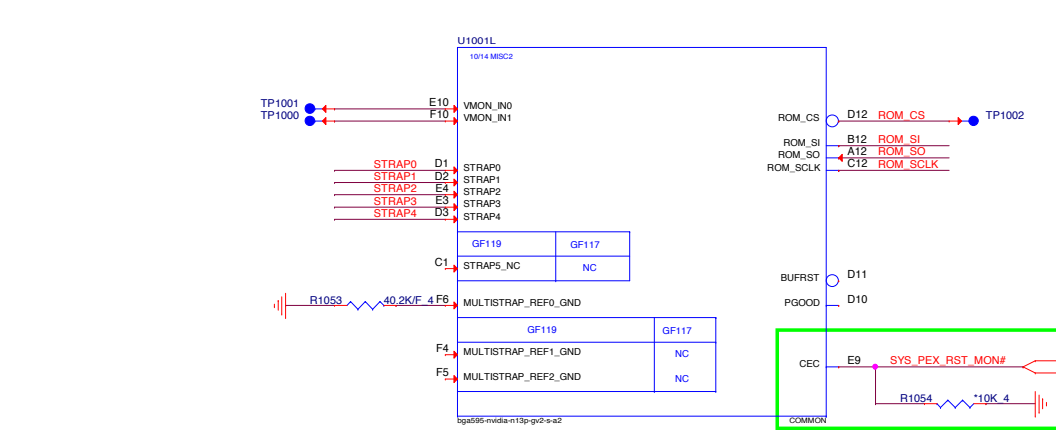 U1001L
10/14 MISC2
TP1001 E10 VMON_IN0
TP1000 F10 VMON_IN1
ROM_CS D12 ROM_CS TP1002
ROM_SI B12 ROM_SI
ROM_SO A12 ROM_SO
ROM_SCLK C12 ROM_SCLK
STRAP0 D1 STRAP0
STRAP1 D2 STRAP1
STRAP2 E4 STRAP2
STRAP3 E3 STRAP3
STRAP4 D3 STRAP4
GF119 GF117
C1 STRAP5_NC NC
BUFRST D11
PGOOD D10
R1053 40.2K/F_4 F6 MULTISTRAP_REF0_GND
GF119 GF117
F4 MULTISTRAP_REF1_GND NC
F5 MULTISTRAP_REF2_GND NC
CEC E9 SYS_PEX_RST_MON#
R1054 *10K_4
bga595-nvidia-n13p-gv2-s-a2 COMMON